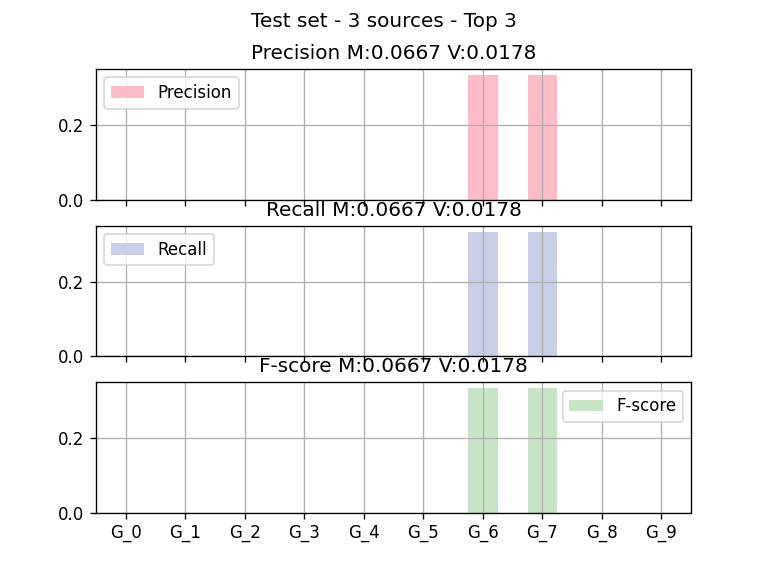 Test set - 3 sources - Top 3
Precision M:0.0667 V:0.0178
Precision
0.2
0.0
Recall M:0.0667 V:0.0178
Recall
0.2
0.0
F-score M:0.0667 V:0.0178
F-score
0.2
0.0
G_0 G_1 G_2 G_3 G_4 G_5 G_6 G_7 G_8 G_9